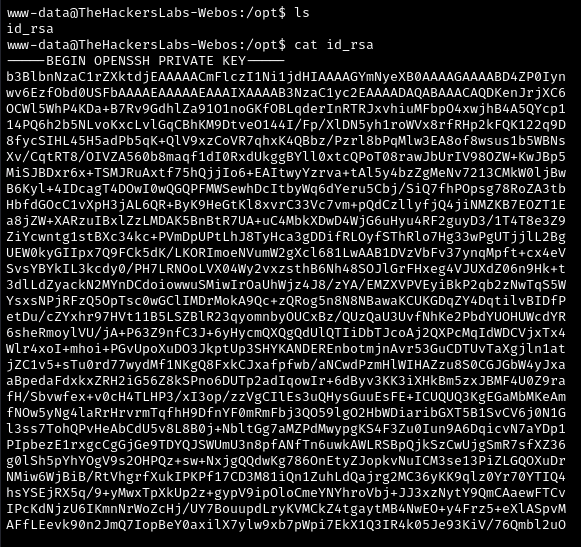 www-data@TheHackersLabs-Webos:/opt$ ls
id_rsa
www-data@TheHackersLabs-Webos:/opt$ cat id_rsa
-----BEGIN OPENSSH PRIVATE KEY-----
b3BlbnNzaC1rZXktdjEAAAAACmFlczI1Ni1jdHIAAAAGYmNyeXB0AAAAGAAAABD4ZP0Iyn
wv6EzfObd0USFbAAAAEAAAAAEAAAIXAAAAB3NzaC1yc2EAAAADAQABAAACAQDKenJrjXC6
OCWl5WhP4KDa+B7Rv9GdhlZa91O1noGKfOBLqderInRTRJxvhiuMFbpO4xwjhB4A5QYcp1
14PQ6h2b5NLvoKxcLvlGqCBhKM9DtveO144I/Fp/XlDN5yh1roWVx8rfRHp2kFQK122q9D
8fycSIHL45H5adPb5qK+QlV9xzCoVR7qhxK4QBbz/Pzrl8bPqMlw3EA8of8wsus1b5WBNs
Xv/CqtRT8/OIVZA560b8maqf1dI0RxdUkggBYll0xtcQPoT08rawJbUrIV98OZW+KwJBp5
MiSJBDxr6x+TSMJRuAxtf75hQjjIo6+EAItwyYzrva+tAl5y4bzZgMeNv7213CMkW0ljBw
B6Kyl+4IDcagT4DOwI0wQGQPFMWSewhDcItbyWq6dYeru5Cbj/SiQ7fhPOpsg78RoZA3tb
HbfdGOcC1vXpH3jAL6QR+ByK9HeGtKl8xvrC33Vc7vm+pQdCzllyfjQ4jiNMZKB7EOZT1E
a8jZW+XARzuIBxlZzLMDAK5BnBtR7UA+uC4MbkXDwD4WjG6uHyu4RF2guyD3/1T4T8e3Z9
ZiYcwntg1stBXc34kc+PVmDpUPtLhJ8TyHca3gDDifRLOyfSThRlo7Hg33wPgUTjjlL2Bg
UEW0kyGIIpx7Q9FCk5dK/LKORImoeNVumW2gXcl681LwAAB1DVzVbFv37ynqMpft+cx4eV
SvsYBYkIL3kcdy0/PH7LRNOoLVX04Wy2vxzsthB6Nh48SOJlGrFHxeg4VJUXdZ06n9Hk+t
3dlLdZyackN2MYnDCdoiowwuSMiwIrOaUhWjz4J8/zYA/EMZXVPVEyiBkP2qb2zNwTqS5W
YsxsNPjRFzQ5OpTsc0wGClIMDrMokA9Qc+zQRog5n8N8NBawaKCUKGDqZY4DqtilvBIDfP
etDu/cZYxhr97HVt11B5LSZBlR23qyomnbyOUCxBz/QUzQaU3UvfNhKe2PbdYUOHUWcdYR
6sheRmoylVU/jA+P63Z9nfC3J+6yHycmQXQgQdUlQTIiDbTJcoAj2QXPcMqIdWDCVjxTx4
Wlr4xoI+mhoi+PGvUpoXuDO3JkptUp3SHYKANDEREnbotmjnAvr53GuCDTUvTaXgjln1at
jZC1v5+sTu0rd77wydMf1NKgQ8FxkCJxafpfwb/aNCwdPzmHlWIHAZzu8S0CGJGbW4yJxa
aBpedaFdxkxZRH2iG56Z8kSPno6DUTp2adIqowIr+6dByv3KK3iXHkBm5zxJBMF4U0Z9ra
fH/Sbvwfex+v0cH4TLHP3/xI3op/zzVgCIlEs3uQHysGuuEsFE+ICUQUQ3KgEGaMbMKeAm
fNOw5yNg4laRrHrvrmTqfhH9DfnYF0mRmFbj3QO59lgO2HbWDiaribGXT5B1SvCV6j0N1G
l3ss7TohQPvHeAbCdU5v8L8B0j+NbltGg7aMZPdMwypgKS4F3Zu0Iun9A6DqicvN7aYDp1
PIpbezE1rxgcCgGjGe9TDYQJSWUmU3n8pfANfTn6uwkAWLRSBpQjkSzCwUjgSmR7sfXZ36
g0lSh5pYhYOgV9s2OHPQz+sw+NxjgQQdwKg786OnEtyZJopkvNuICM3se13PiZLGQOXuDr
NMiw6WjBiB/RtVhgrfXukIPKPf17CD3M81iQn1ZuhLdQajrg2MC36yKK9qlz0Yr70YTIQ4
hsYSEjRX5q/9+yMwxTpXkUp2z+gypV9ipOloCmeYNYhroVbj+JJ3xzNytY9QmCAaewFTCv
IPcKdNjzU6IKmnNrWoZcHj/UY7BouupdLryKVMCkZ4tgaytMB4NwEO+y4Frz5+eXlASpvM
AFfLEevk90n2JmQ7IopBeY0axilX7ylw9xb7pWpi7EkX1Q3IR4k05Je93KiV/76Qmbl2uO